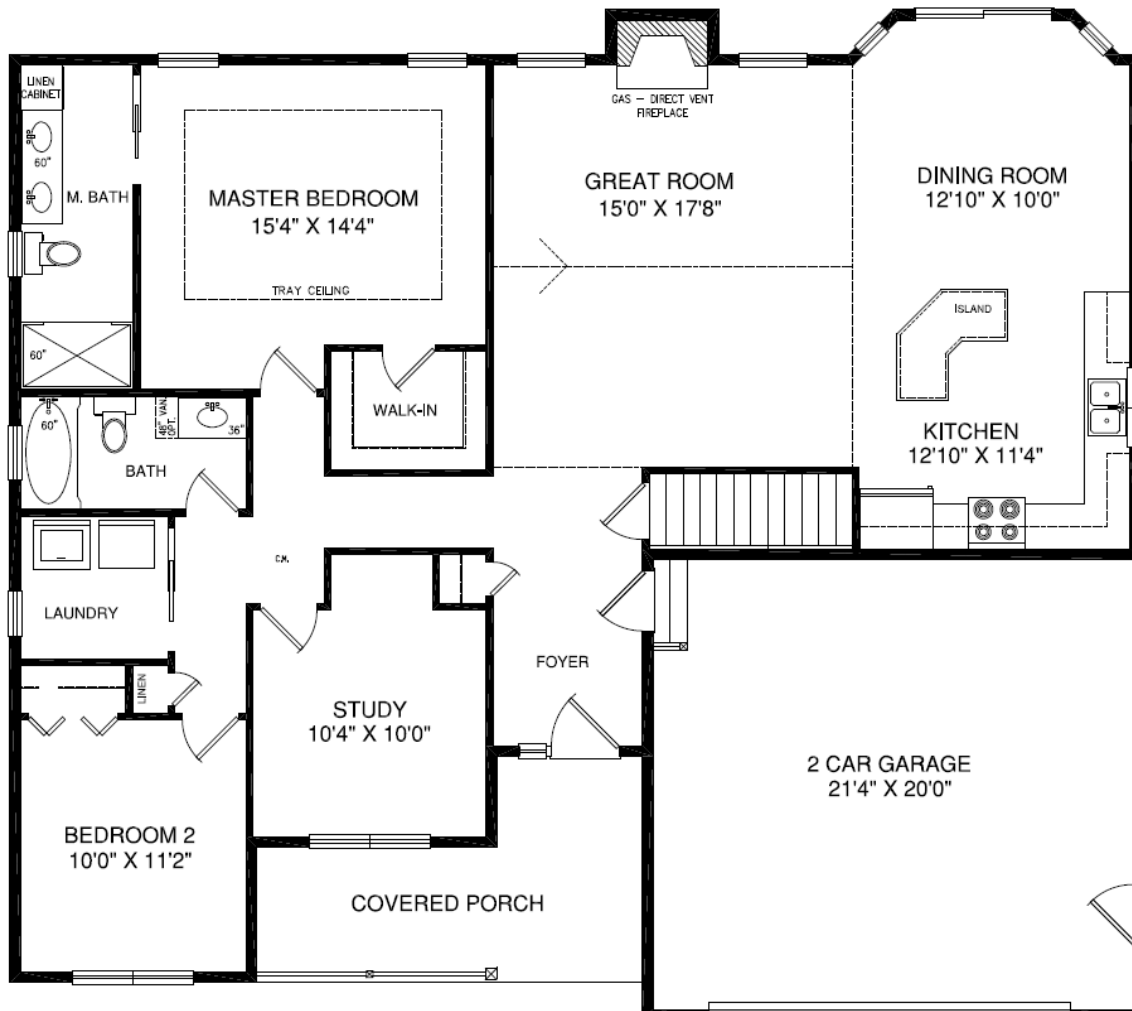 LINEN
CABINET
60"
M. BATH
60"
MASTER BEDROOM
15'4" X 14'4"
TRAY CEILING
GAS – DIRECT VENT
FIREPLACE
GREAT ROOM
15'0" X 17'8"
DINING ROOM
12'10" X 10'0"
ISLAND
KITCHEN
12'10" X 11'4"
WALK-IN
60"
48" VAN.
OPT.
36"
BATH
C.M.
LAUNDRY
LINEN
FOYER
STUDY
10'4" X 10'0"
2 CAR GARAGE
21'4" X 20'0"
BEDROOM 2
10'0" X 11'2"
COVERED PORCH